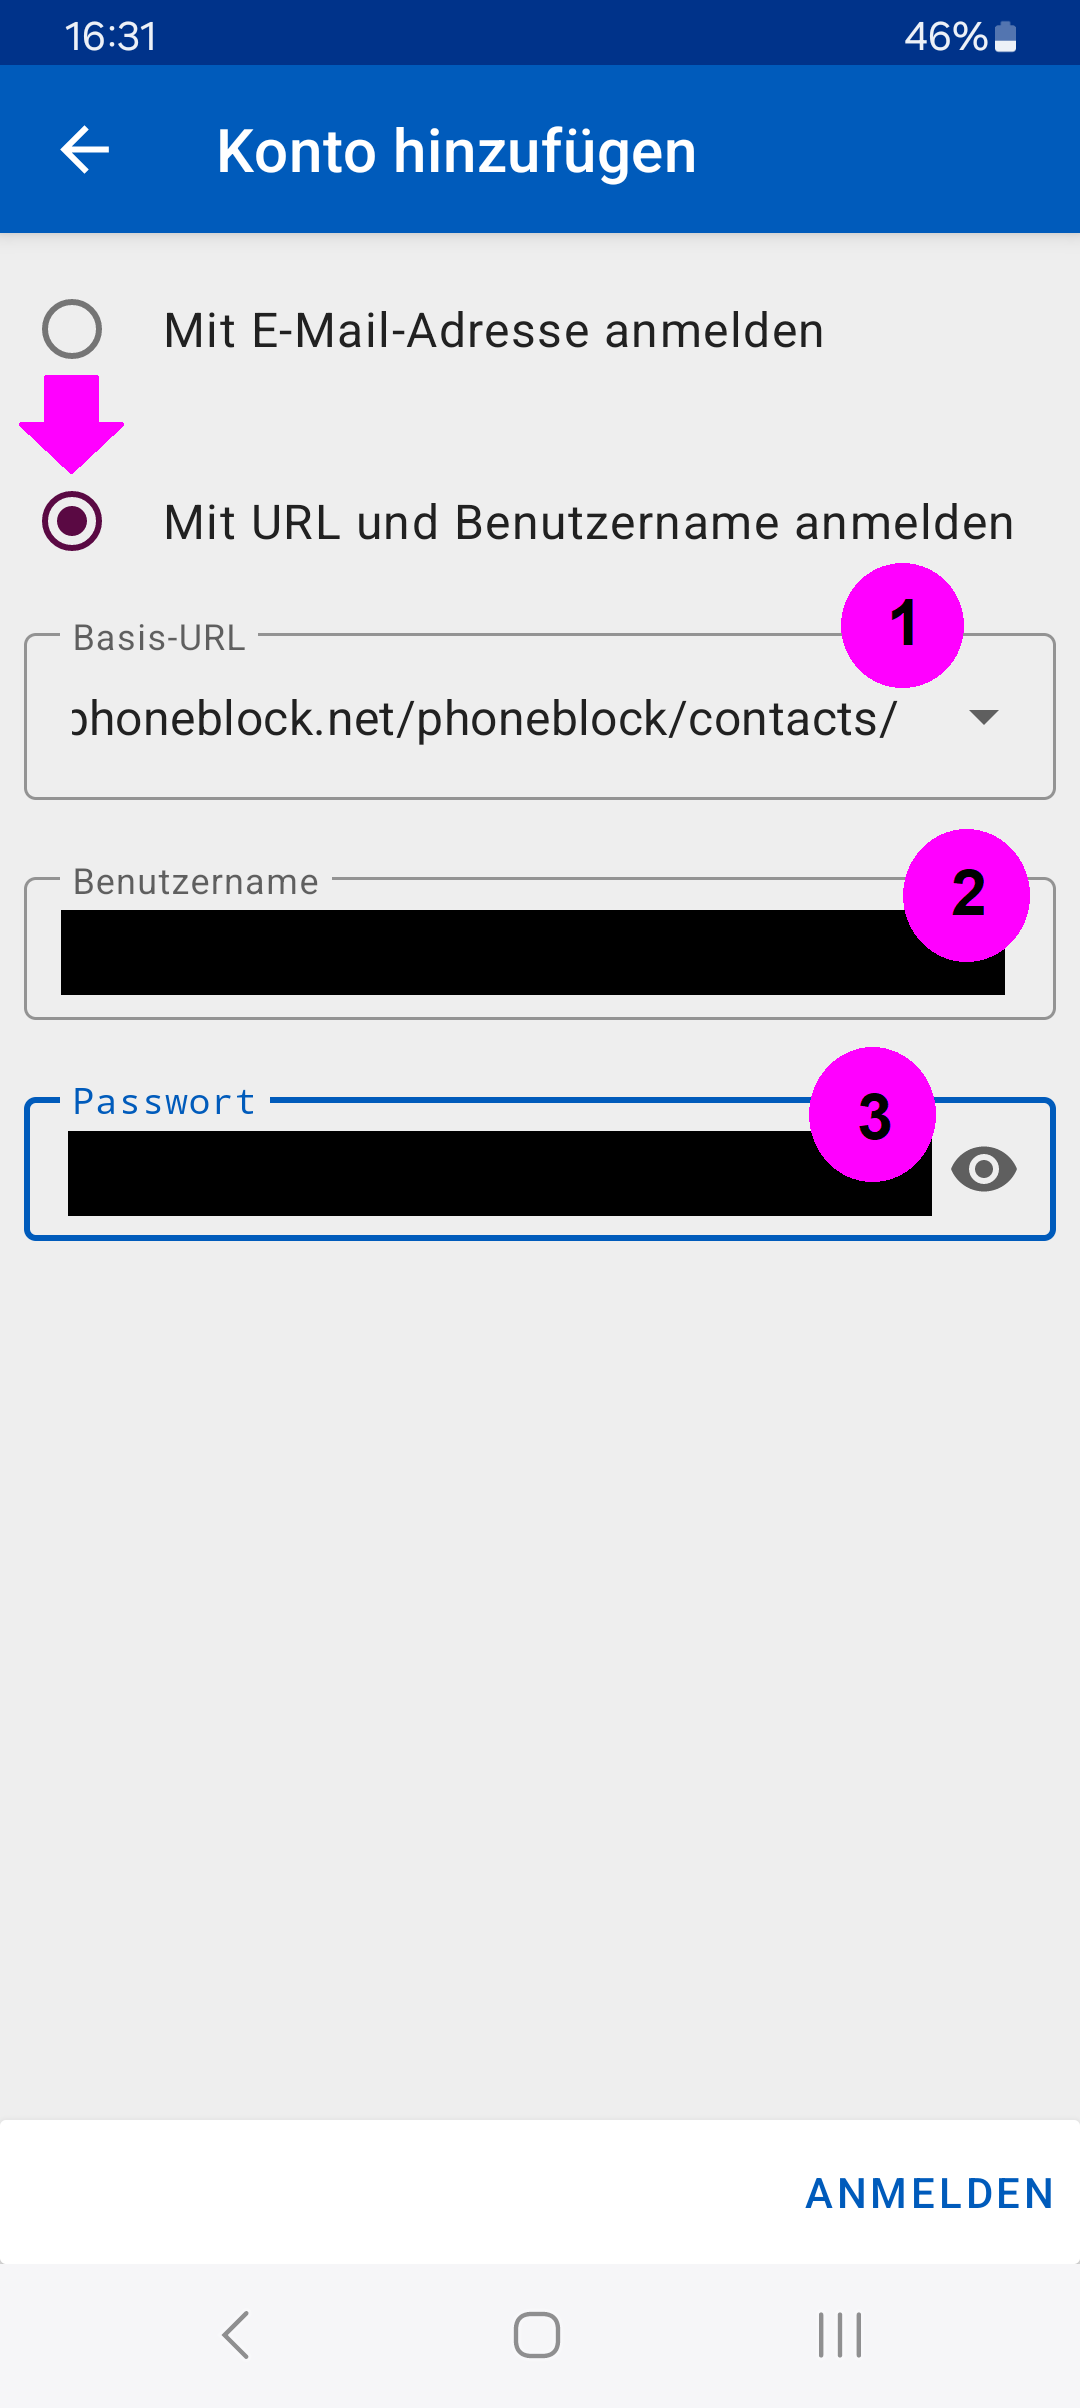 16:31 46%
Konto hinzufügen
Mit E-Mail-Adresse anmelden
Mit URL und Benutzername anmelden
1
Basis-URL
phoneblock.net/phoneblock/contacts/
2
Benutzername
3
Passwort
ANMELDEN